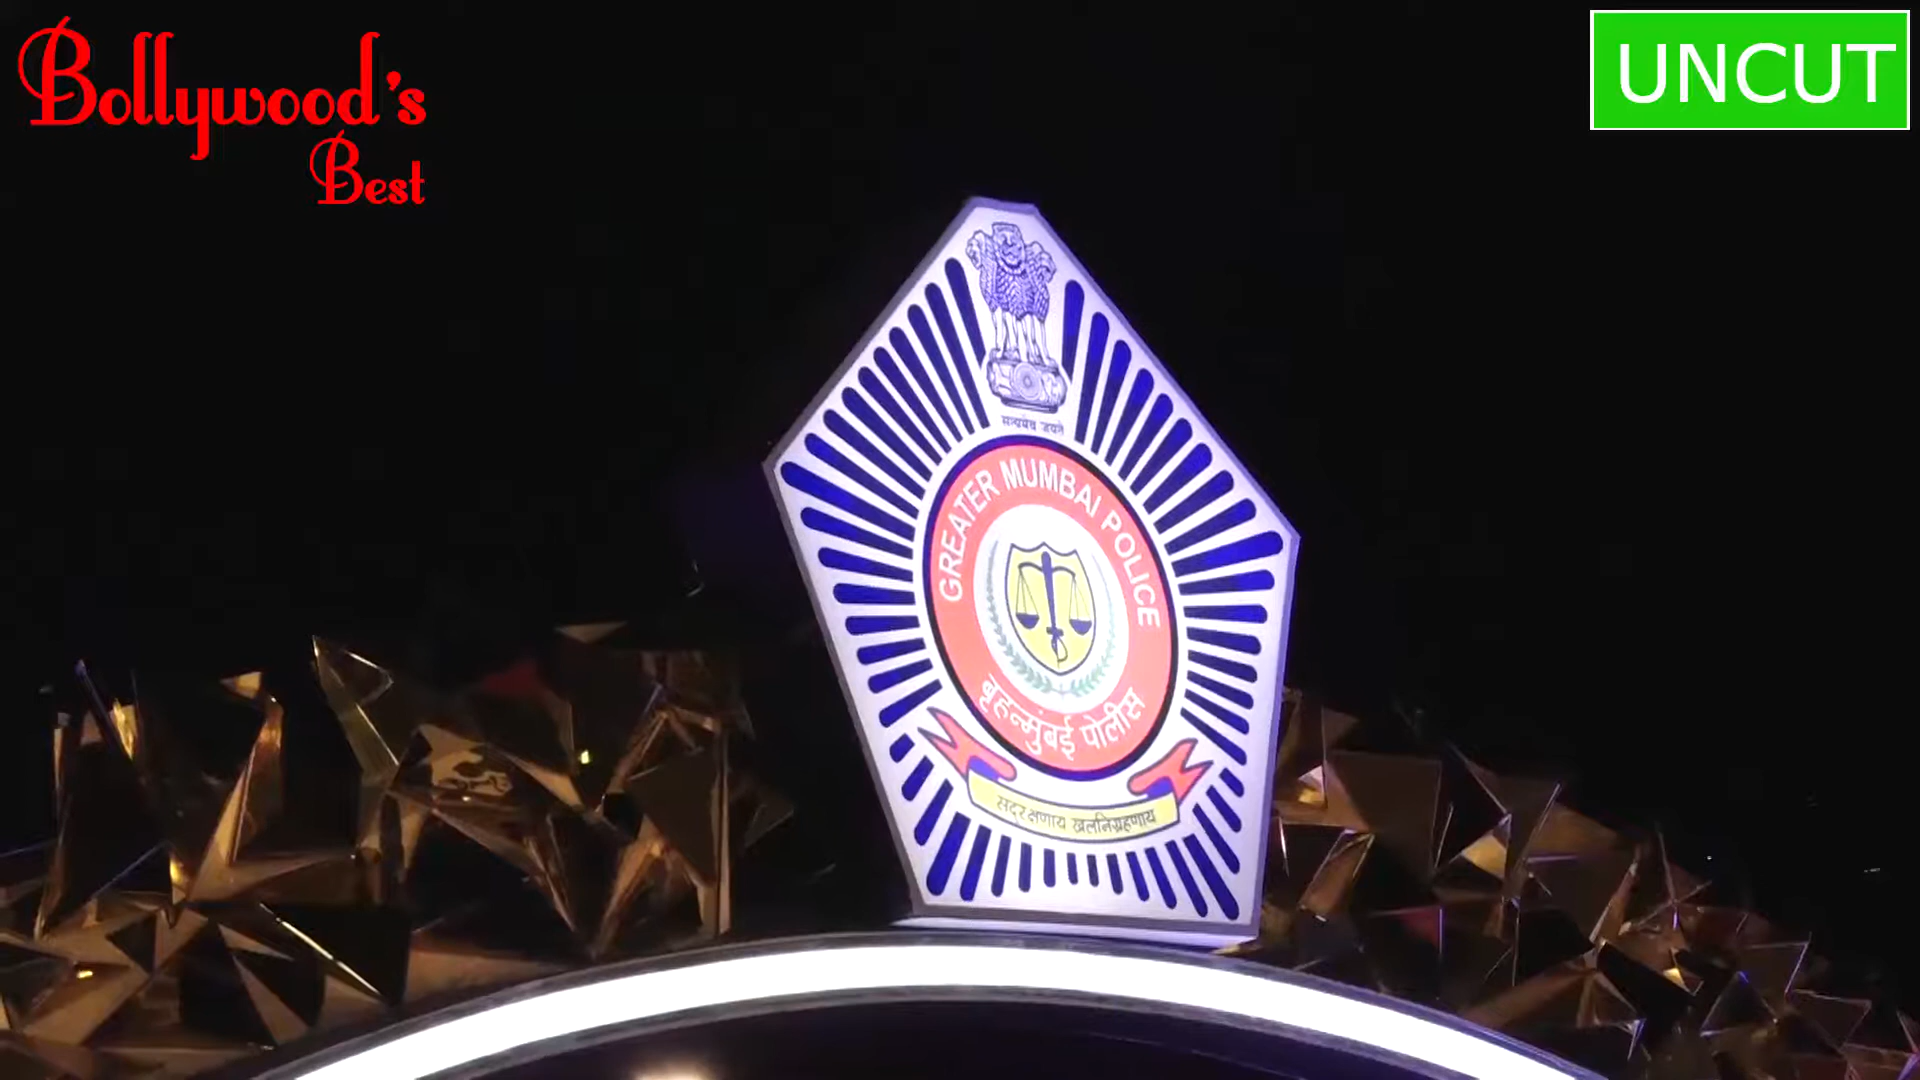 Bollywood's
Best
UNCUT
सत्यमेव जयते
GREATER MUMBAI POLICE
बृहन्मुंबई पोलीस
सद्रक्षणाय खलनिग्रहणाय